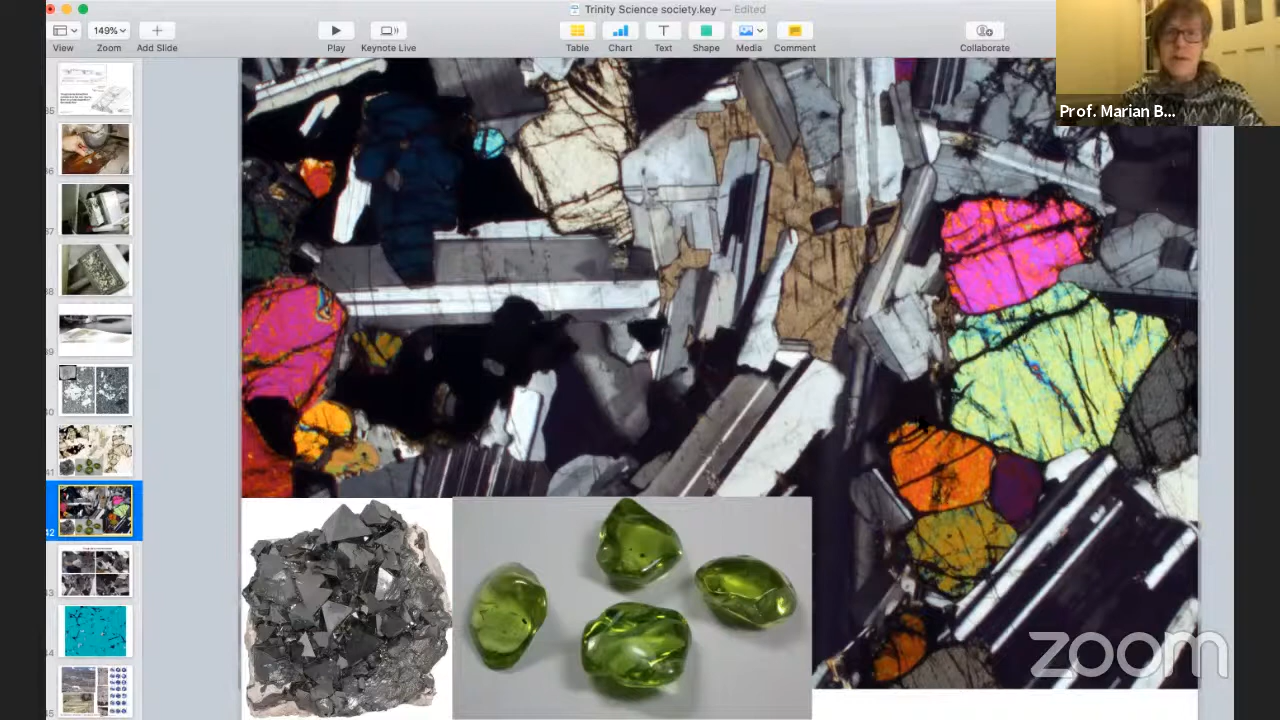 Trinity Science society.key — Edited
149%
View
Zoom
Add Slide
Play
Keynote Live
Table
Chart
Text
Shape
Media
Comment
Collaborate
Prof. Marian B...
42
zoom